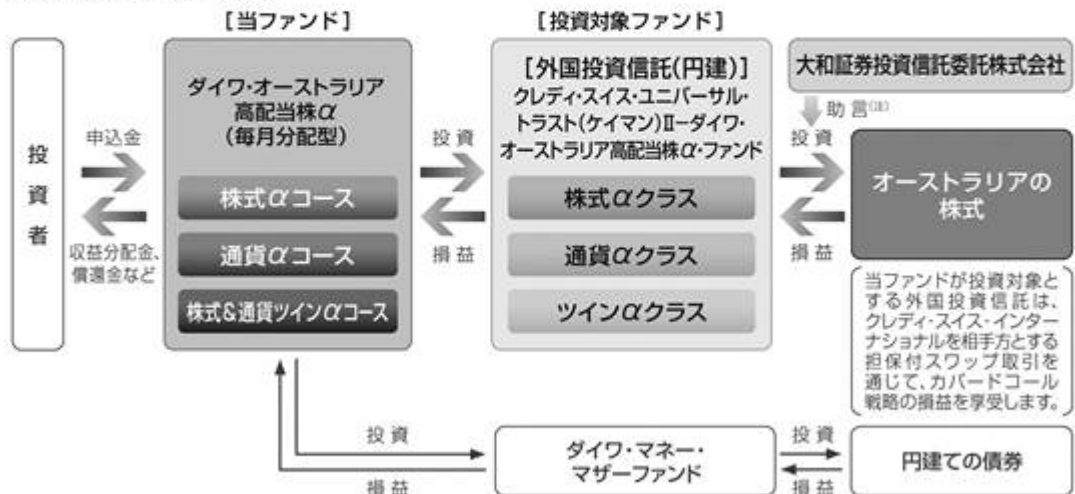 [当ファンド]
[投資対象ファンド]
投資者
申込金
収益分配金、
償還金など
ダイワ・オーストラリア
高配当株α
(毎月分配型)
株式αコース
通貨αコース
株式&通貨ツインαコース
投資
損益
[外国投資信託(円建)]
クレディ・スイス・ユニバーサル・
トラスト(ケイマン)Ⅱーダイワ・
オーストラリア高配当株α・ファンド
株式αクラス
通貨αクラス
ツインαクラス
大和証券投資信託委託株式会社
助言(注)
投資
損益
オーストラリアの
株式
当ファンドが投資対象と
する外国投資信託は、
クレディ・スイス・インター
ナショナルを相手方とする
担保付スワップ取引を
通じて、カバードコール
戦略の損益を享受します。
投資
損益
ダイワ・マネー・
マザーファンド
投資
損益
円建ての債券